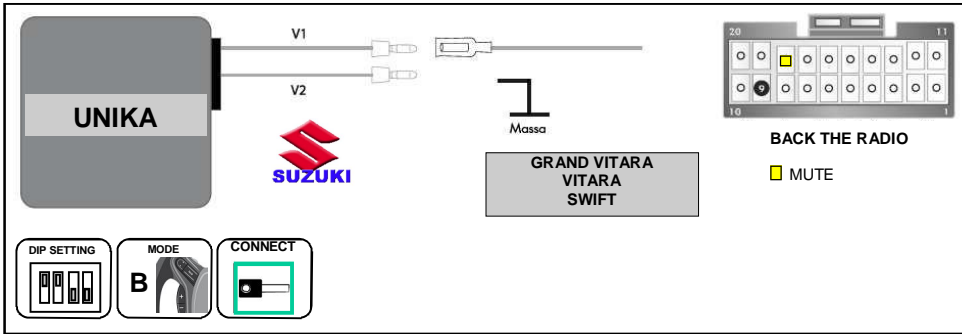 UNIKA
V1
V2
SUZUKI
Massa
GRAND VITARA
VITARA
SWIFT
20
11
9
10
1
BACK THE RADIO
MUTE
DIP SETTING
MODE
B
CONNECT